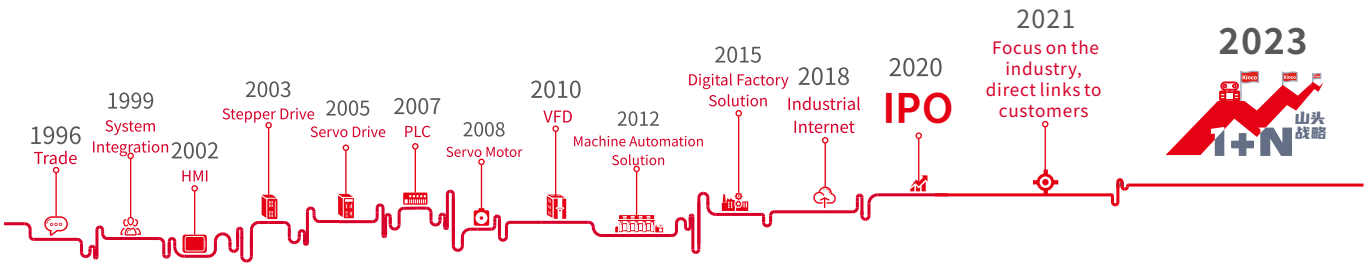 1996
Trade
1999
System
Integration
2002
HMI
2003
Stepper Drive
2005
Servo Drive
2007
PLC
2008
Servo Motor
2010
VFD
2012
Machine Automation
Solution
2015
Digital Factory
Solution
2018
Industrial
Internet
2020
IPO
2021
Focus on the
industry,
direct links to
customers
2023
Kinco
Kinco
1+N
山头
战略